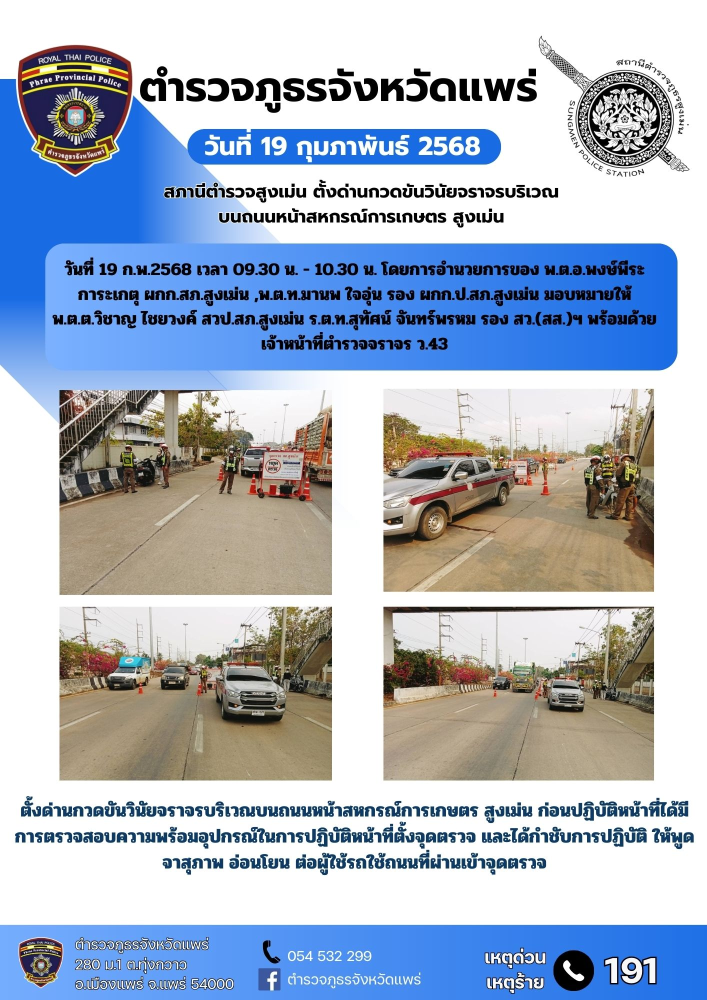 ROYAL THAI POLICE
Phrae Provincial Police
ตำรวจภูธรจังหวัดแพร่
ตำรวจภูธรจังหวัดแพร่
สถานีตำรวจภูธรสูงเม่น
SUNGMEN POLICE STATION
วันที่ 19 กุมภาพันธ์ 2568
สภานีตำรวจสูงเม่น ตั้งด่านกวดขันวินัยจราจรบริเวณ
บนถนนหน้าสหกรณ์การเกษตร สูงเม่น
วันที่ 19 ก.พ.2568 เวลา 09.30 น. - 10.30 น. โดยการอำนวยการของ พ.ต.อ.พงษ์พีระ
การะเกตุ ผกก.สภ.สูงเม่น ,พ.ต.ท.มานพ ใจอุ่น รอง ผกก.ป.สภ.สูงเม่น มอบหมายให้
พ.ต.ต.วิชาญ ไชยวงค์ สวป.สภ.สูงเม่น ร.ต.ท.สุทัศน์ จันทร์พรหม รอง สว.(สส.)ฯ พร้อมด้วย
เจ้าหน้าที่ตำรวจจราจร ว.43
จุดตรวจ สภ.สูงเม่น
หยุด
ตรวจ
POLICE
ISUZU
ตั้งด่านกวดขันวินัยจราจรบริเวณบนถนนหน้าสหกรณ์การเกษตร สูงเม่น ก่อนปฏิบัติหน้าที่ได้มี
การตรวจสอบความพร้อมอุปกรณ์ในการปฏิบัติหน้าที่ตั้งจุดตรวจ และได้กำชับการปฏิบัติ ให้พูด
จาสุภาพ อ่อนโยน ต่อผู้ใช้รถใช้ถนนที่ผ่านเข้าจุดตรวจ
ROYAL THAI POLICE
Phrae Provincial Police
ตำรวจภูธรจังหวัดแพร่
280 ม.1 ต.ทุ่งกวาว
อ.เมืองแพร่ จ.แพร่ 54000
054 532 299
ตำรวจภูธรจังหวัดแพร่
เหตุด่วน
เหตุร้าย
191